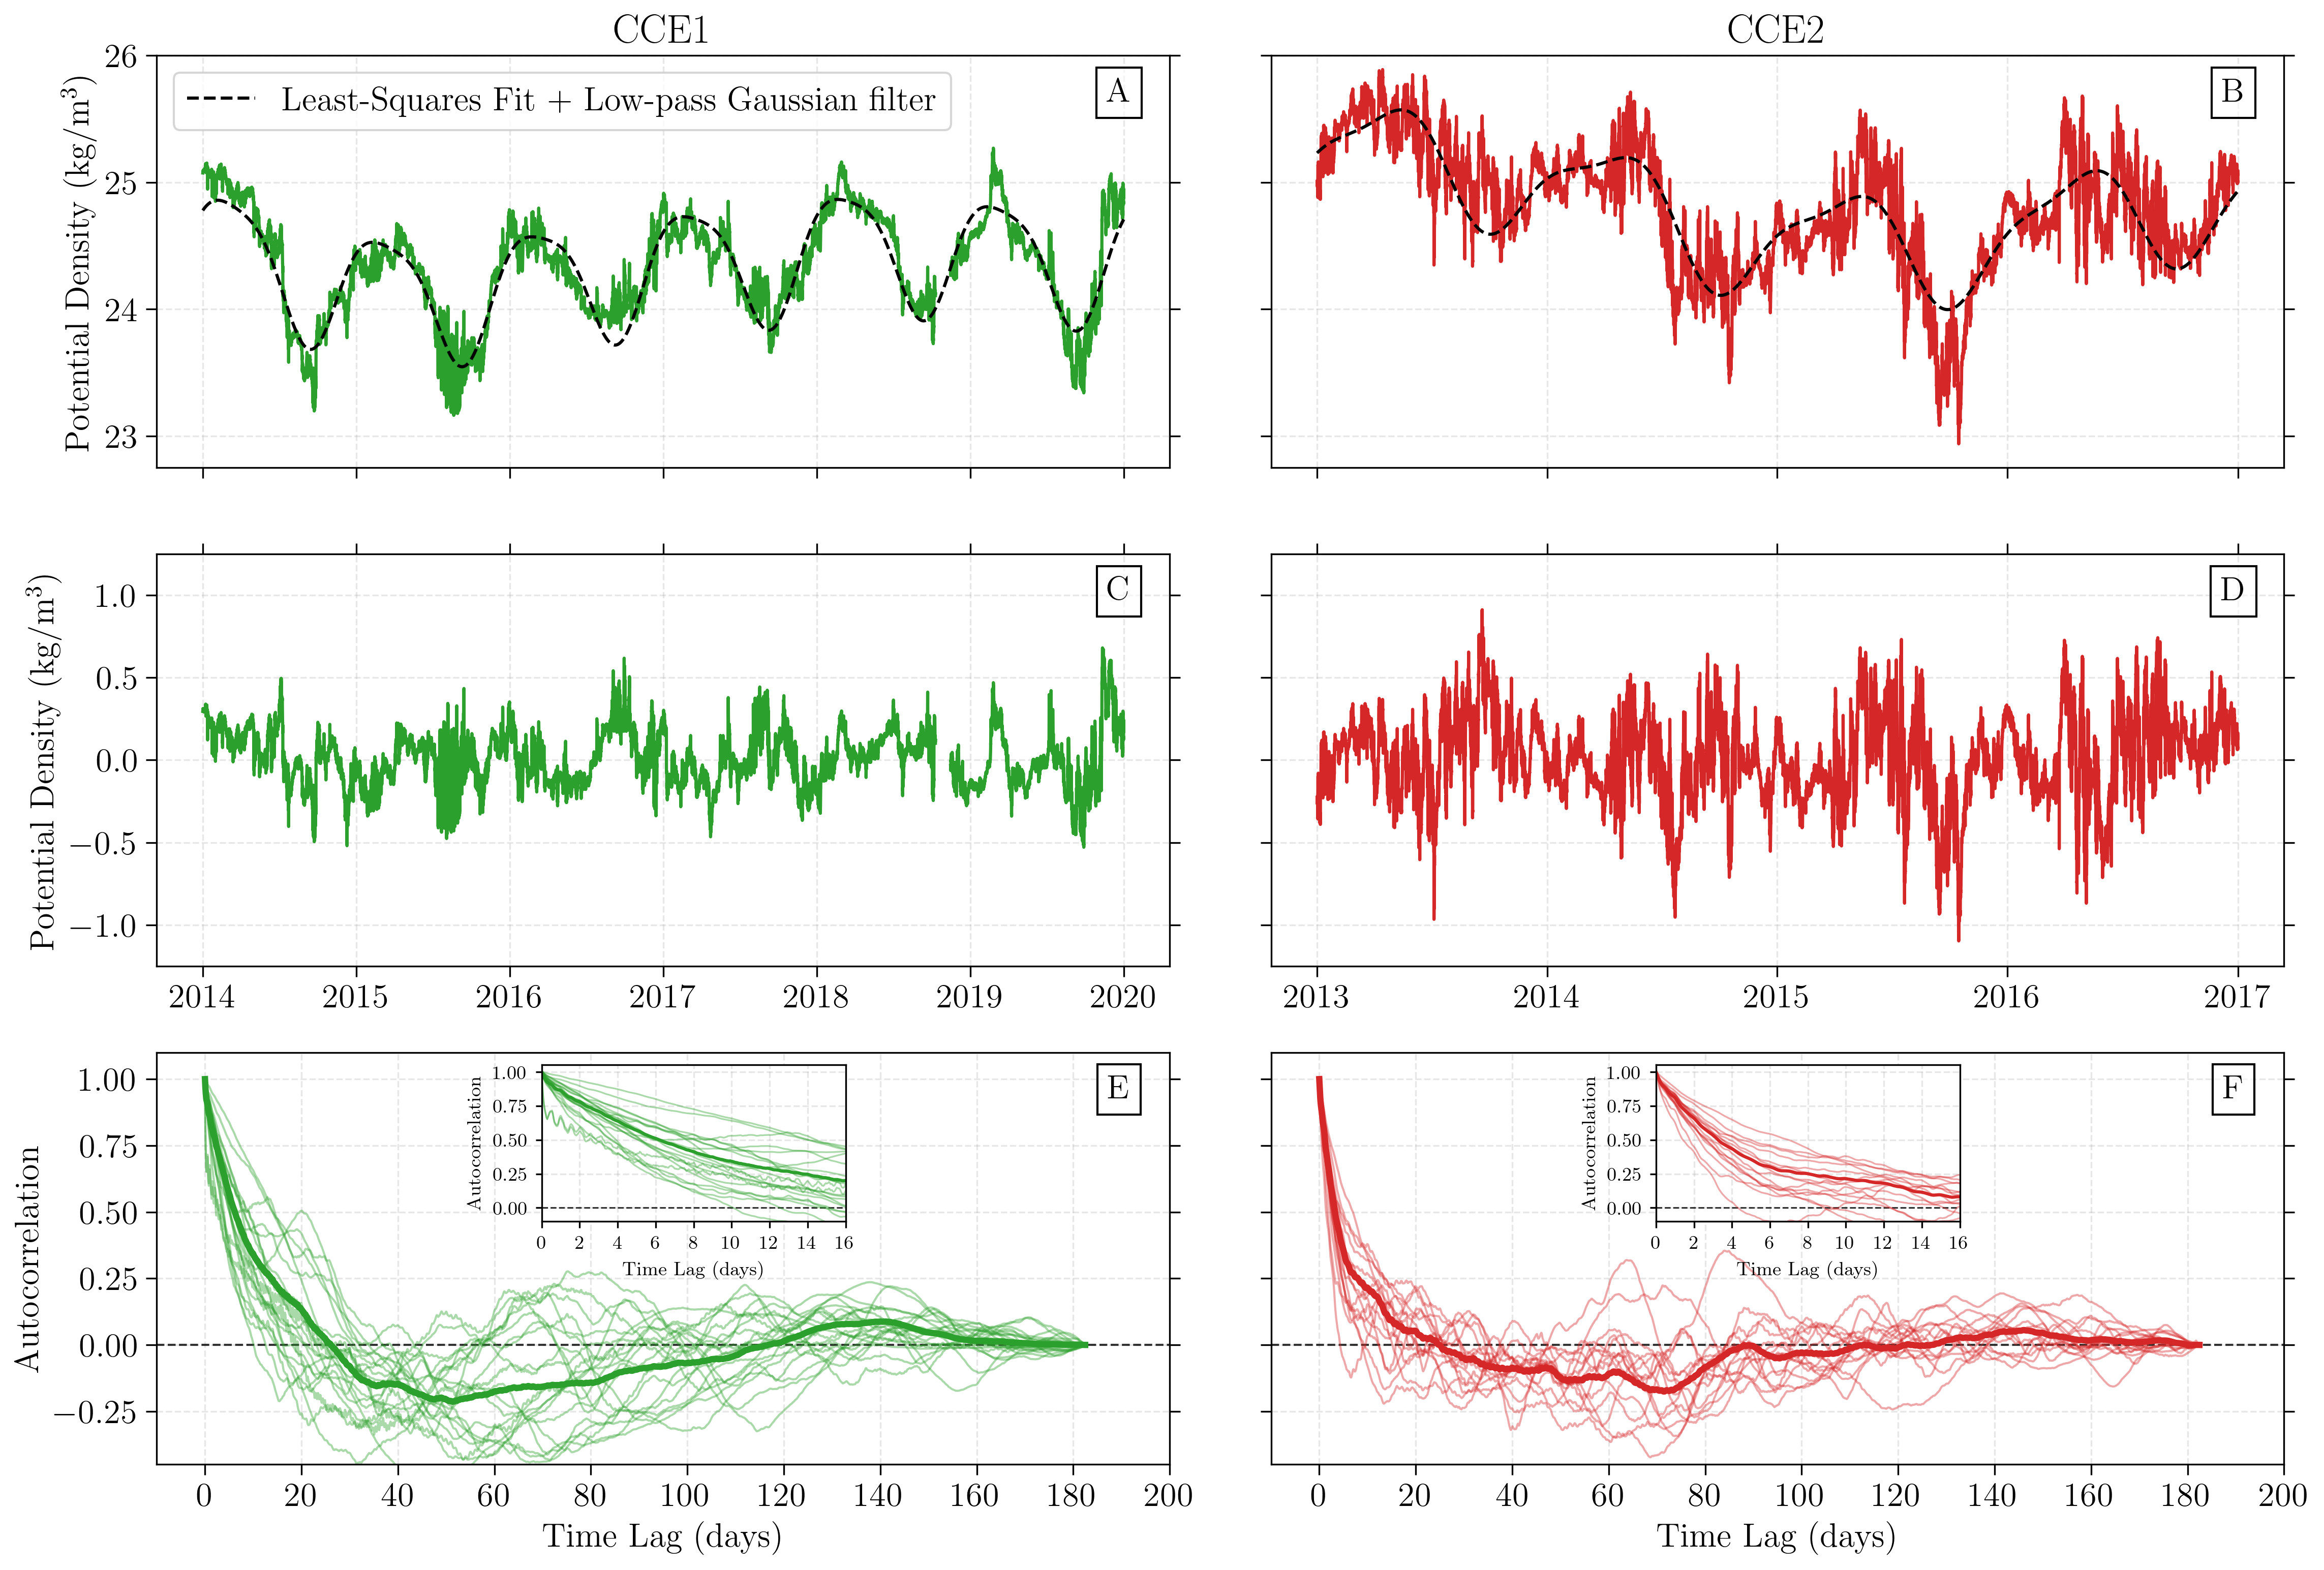 CCE1
CCE2
26
25
24
23
Potential Density (kg/m³)
Least-Squares Fit + Low-pass Gaussian filter
A
B
1.0
0.5
0.0
−0.5
−1.0
Potential Density (kg/m³)
C
D
2014 2015 2016 2017 2018 2019 2020
2013 2014 2015 2016 2017
1.00
0.75
0.50
0.25
0.00
−0.25
Autocorrelation
E
1.00
0.75
0.50
0.25
0.00
Autocorrelation
0 2 4 6 8 10 12 14 16
Time Lag (days)
0 20 40 60 80 100 120 140 160 180 200
Time Lag (days)
F
1.00
0.75
0.50
0.25
0.00
Autocorrelation
0 2 4 6 8 10 12 14 16
Time Lag (days)
0 20 40 60 80 100 120 140 160 180 200
Time Lag (days)